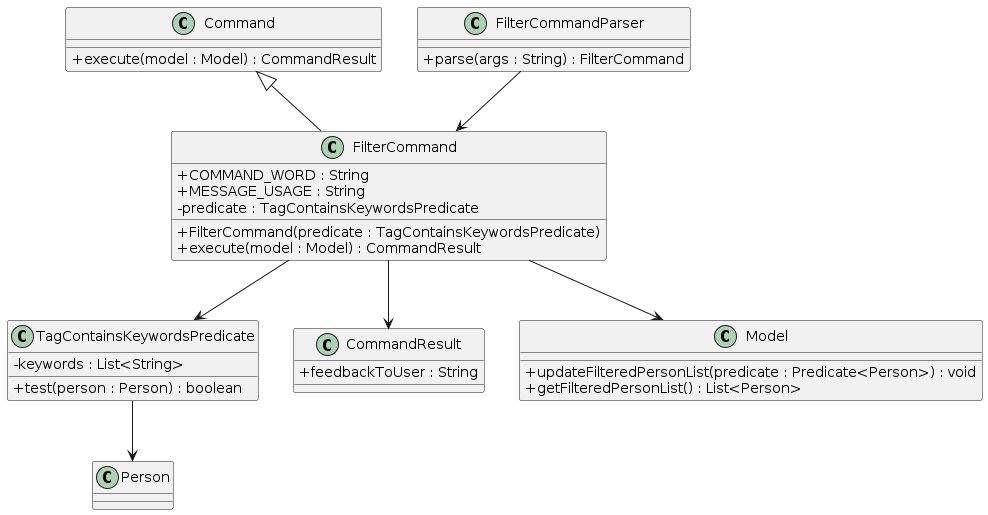 C Command
+execute(model : Model) : CommandResult
C FilterCommandParser
+parse(args : String) : FilterCommand
C FilterCommand
+COMMAND_WORD : String
+MESSAGE_USAGE : String
-predicate : TagContainsKeywordsPredicate
+FilterCommand(predicate : TagContainsKeywordsPredicate)
+execute(model : Model) : CommandResult
C TagContainsKeywordsPredicate
-keywords : List<String>
+test(person : Person) : boolean
C CommandResult
+feedbackToUser : String
C Model
+updateFilteredPersonList(predicate : Predicate<Person>) : void
+getFilteredPersonList() : List<Person>
C Person